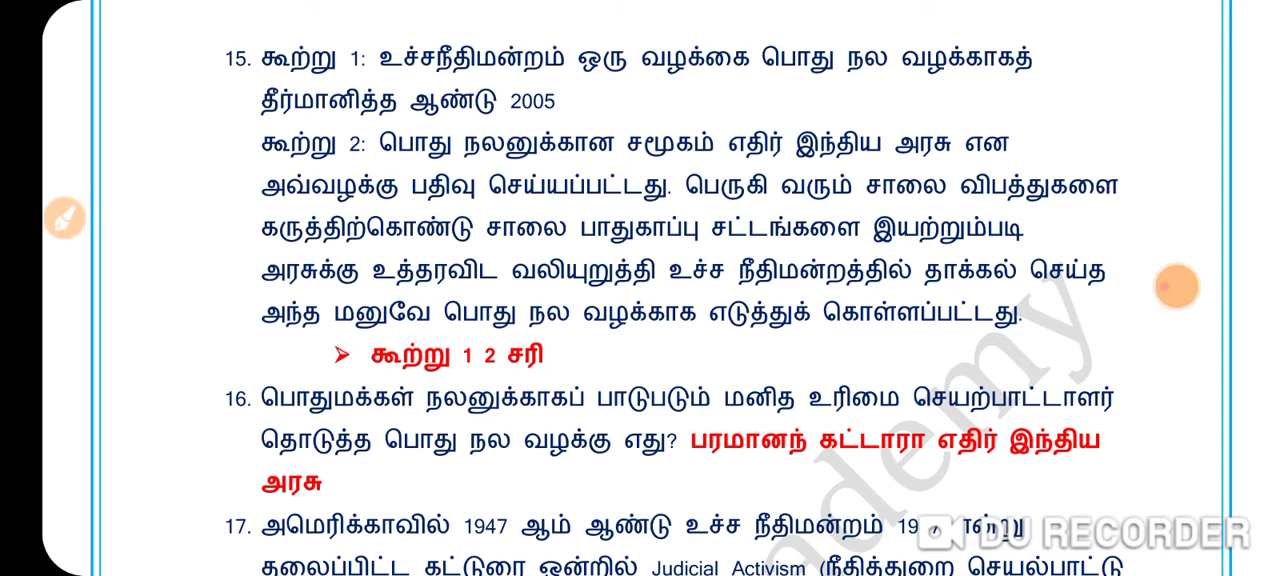 15. கூற்று 1: உச்சநீதிமன்றம் ஒரு வழக்கை பொது நல வழக்காகத்
தீர்மானித்த ஆண்டு 2005
கூற்று 2: பொது நலனுக்கான சமூகம் எதிர் இந்திய அரசு என
அவ்வழக்கு பதிவு செய்யப்பட்டது. பெருகி வரும் சாலை விபத்துகளை
கருத்திற்கொண்டு சாலை பாதுகாப்பு சட்டங்களை இயற்றும்படி
அரசுக்கு உத்தரவிட வலியுறுத்தி உச்ச நீதிமன்றத்தில் தாக்கல் செய்த
அந்த மனுவே பொது நல வழக்காக எடுத்துக் கொள்ளப்பட்டது.
➤ கூற்று 1 2 சரி
16. பொதுமக்கள் நலனுக்காகப் பாடுபடும் மனித உரிமை செயற்பாட்டாளர்
தொடுத்த பொது நல வழக்கு எது? பரமானந் கட்டாரா எதிர் இந்திய
அரசு
17. அமெரிக்காவில் 1947 ஆம் ஆண்டு உச்ச நீதிமன்றம்
தலைப்பிட்ட கட்டுரை ஒன்றில் Judicial Activism (நீதித்துறை செயல்பாட்டு
DU RECORDER